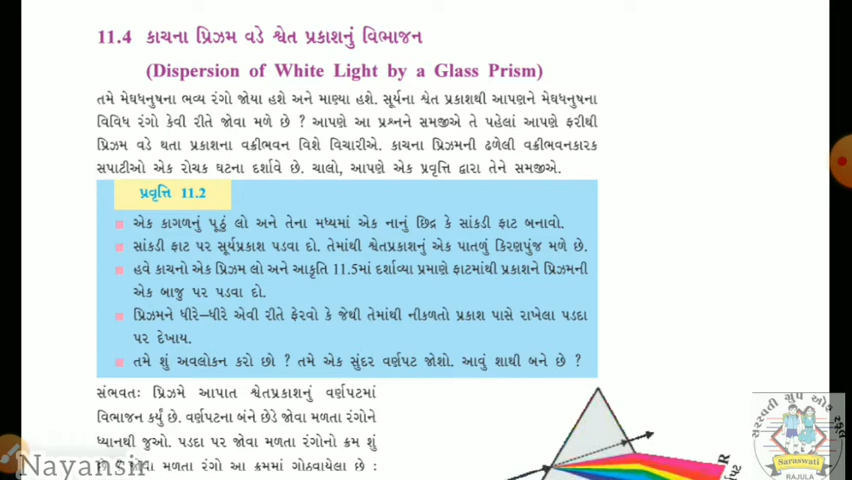 11.4 કાચના પ્રિઝમ વડે શ્વેત પ્રકાશનું વિભાજન
(Dispersion of White Light by a Glass Prism)
તમે મેઘધનુષના ભવ્ય રંગો જોયા હશે અને માણ્યા હશે. સૂર્યના શ્વેત પ્રકાશથી આપણને મેઘધનુષના
વિવિધ રંગો કેવી રીતે જોવા મળે છે ? આપણે આ પ્રશ્નને સમજીએ તે પહેલાં આપણે ફરીથી
પ્રિઝમ વડે થતા પ્રકાશના વક્રીભવન વિશે વિચારીએ. કાચના પ્રિઝમની ઢળેલી વક્રીભવનકારક
સપાટીઓ એક રોચક ઘટના દર્શાવે છે. ચાલો, આપણે એક પ્રવૃત્તિ દ્વારા તેને સમજીએ.
પ્રવૃત્તિ 11.2
એક કાગળનું પૂઠું લો અને તેના મધ્યમાં એક નાનું છિદ્ર કે સાંકડી ફાટ બનાવો.
સાંકડી ફાટ પર સૂર્યપ્રકાશ પડવા દો. તેમાંથી શ્વેતપ્રકાશનું એક પાતળું કિરણપુંજ મળે છે.
હવે કાચનો એક પ્રિઝમ લો અને આકૃતિ 11.5માં દર્શાવ્યા પ્રમાણે ફાટમાંથી પ્રકાશને પ્રિઝમની
એક બાજુ પર પડવા દો.
પ્રિઝમને ધીરે–ધીરે એવી રીતે ફેરવો કે જેથી તેમાંથી નીકળતો પ્રકાશ પાસે રાખેલા પડદા
પર દેખાય.
તમે શું અવલોકન કરો છો ? તમે એક સુંદર વર્ણપટ જોશો. આવું શાથી બને છે ?
સંભવતઃ પ્રિઝમે આપાત શ્વેતપ્રકાશનું વર્ણપટમાં
વિભાજન કર્યું છે. વર્ણપટના બંને છેડે જોવા મળતા રંગોને
ધ્યાનથી જુઓ. પડદા પર જોવા મળતા રંગોનો ક્રમ શું
છે ? જોવા મળતા રંગો આ ક્રમમાં ગોઠવાયેલા છે :
R
Nayansir
સરસ્વતી ગ્રુપ ઓફ સ્કૂલ
Saraswati
RAJULA